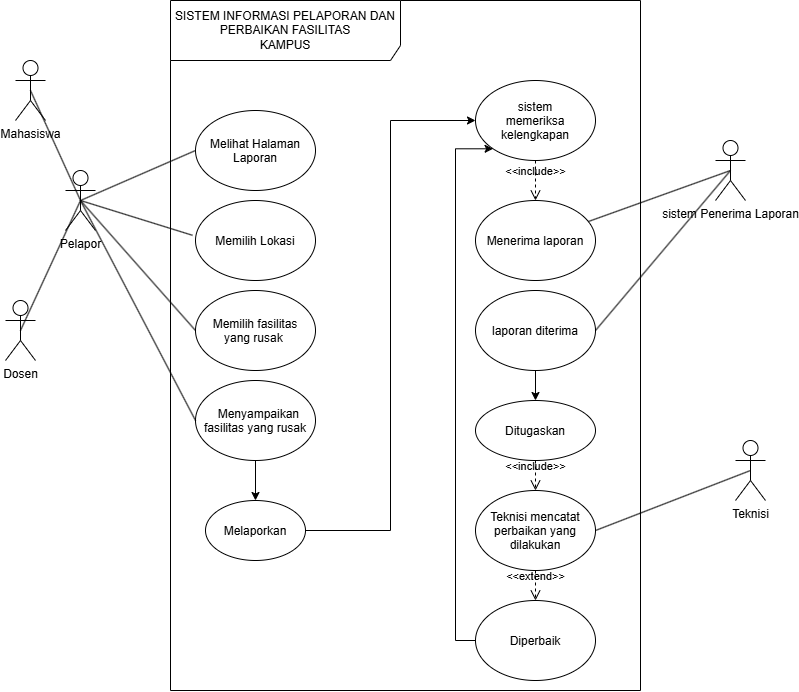 SISTEM INFORMASI PELAPORAN DAN
PERBAIKAN FASILITAS
KAMPUS
Mahasiswa
Pelapor
Dosen
Melihat Halaman
Laporan
Memilih Lokasi
Memilih fasilitas
yang rusak
Menyampaikan
fasilitas yang rusak
Melaporkan
sistem
memeriksa
kelengkapan
<<include>>
Menerima laporan
laporan diterima
Ditugaskan
<<include>>
Teknisi mencatat
perbaikan yang
dilakukan
<<extend>>
Diperbaik
sistem Penerima Laporan
Teknisi